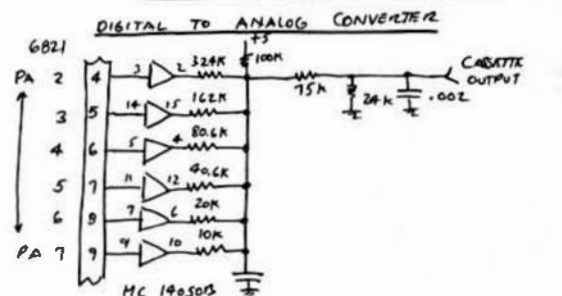 DIGITAL TO ANALOG CONVERTER
+5
6821
100K
PA 2 4 3 2 324K
CASETTE
OUTPUT
75K
24K
.002
3 5 14 15 162K
4 6 5 4 80.6K
5 7 11 12 40.6K
6 8 7 6 20K
PA 7 9 9 10 10K
MC 14050B